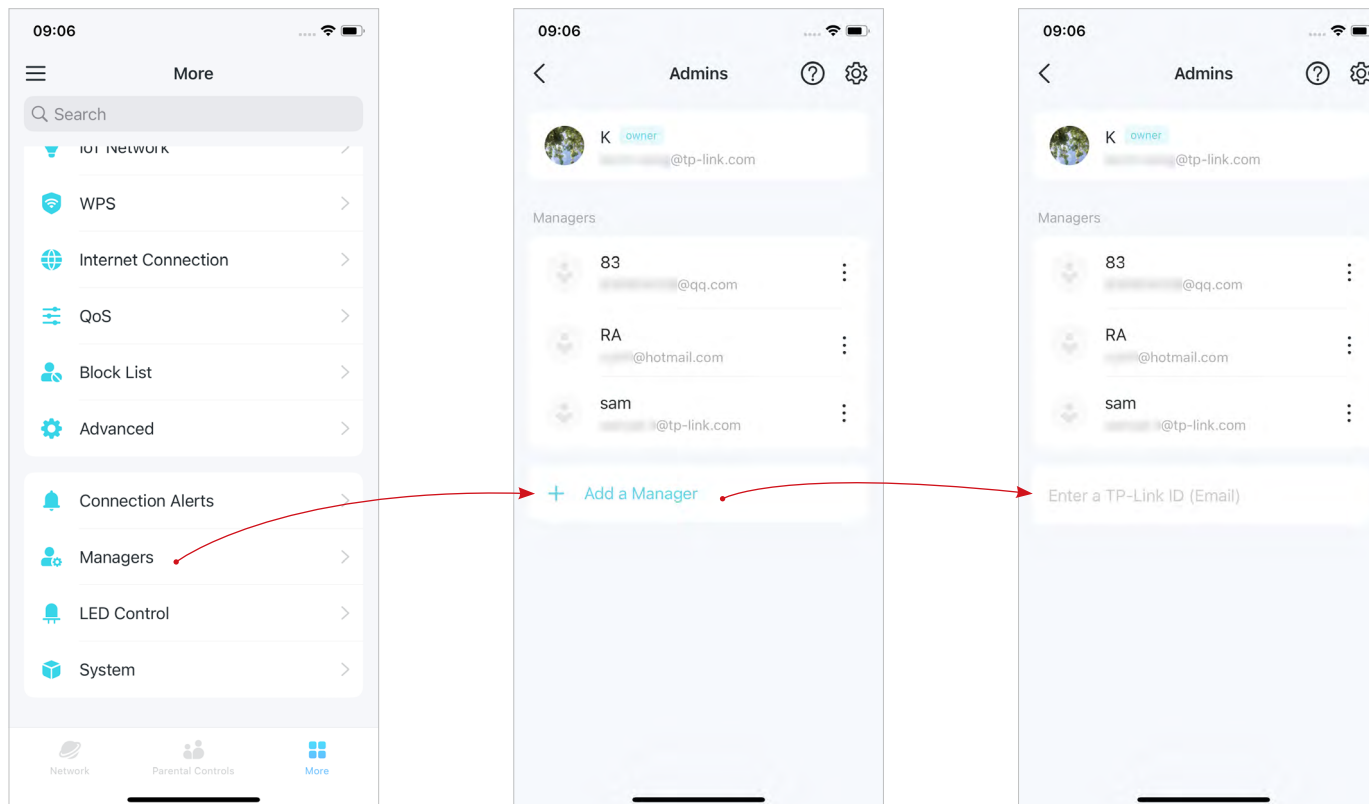 09:06
More
Search
IoT Network
WPS
Internet Connection
QoS
Block List
Advanced
Connection Alerts
Managers
LED Control
System
Network
Parental Controls
More
09:06
Admins
K owner
@tp-link.com
Managers
83
@qq.com
RA
@hotmail.com
sam
@tp-link.com
+ Add a Manager
09:06
Admins
K owner
@tp-link.com
Managers
83
@qq.com
RA
@hotmail.com
sam
@tp-link.com
Enter a TP-Link ID (Email)